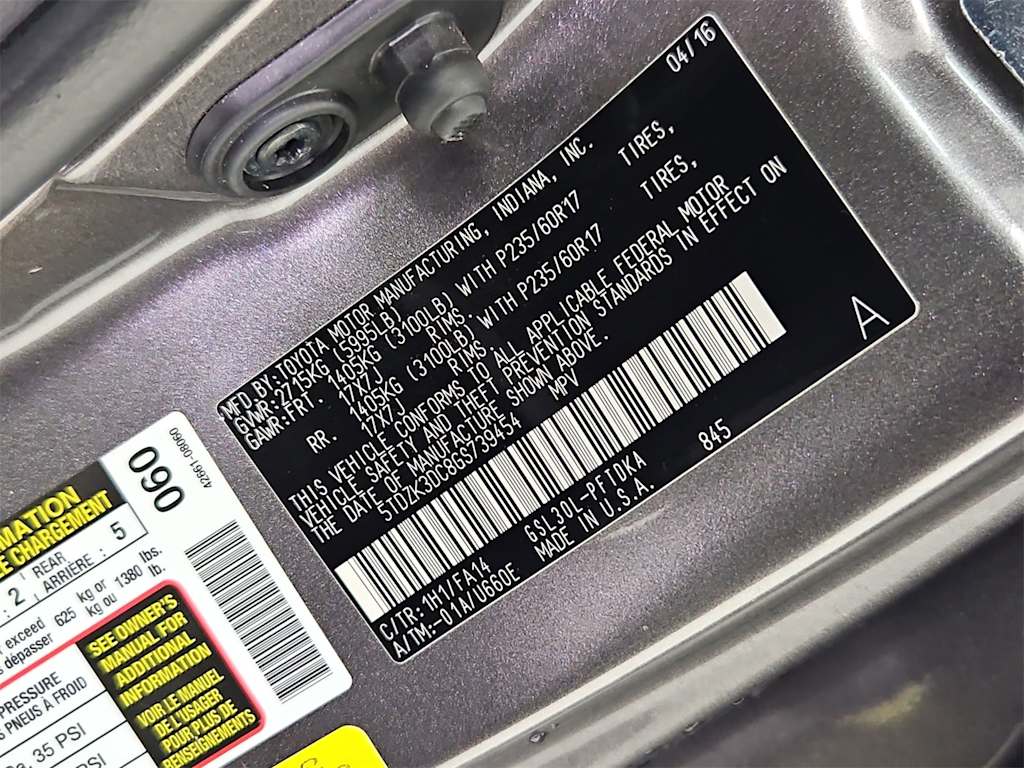 04/16
MFD. BY: TOYOTA MOTOR MANUFACTURING, INDIANA, INC.
GVWR: 2715KG (5995LB)
GAWR: FRT. 1405KG (3100LB) WITH P235/60R17 TIRES,
17X7J RIMS.
RR. 1405KG (3100LB) WITH P235/60R17 TIRES,
17X7J RIMS.
THIS VEHICLE CONFORMS TO ALL APPLICABLE FEDERAL MOTOR
VEHICLE SAFETY AND THEFT PREVENTION STANDARDS IN EFFECT ON
THE DATE OF MANUFACTURE SHOWN ABOVE.
5TDZK3DC8GS739454 MPV
A
845
C/TR: 1H1/FA14 GSL30L-PFTDKA
A/TM: -01A/U660E MADE IN U.S.A.
060
42661-08060
MATION
E CHARGEMENT
2 REAR
ARRIÈRE : 5
exceed 625 kg or 1380 lbs.
dépasser kg ou lb.
SEE OWNER'S
MANUAL FOR
ADDITIONAL
INFORMATION
VOIR LE MANUEL
DE L'USAGER
POUR PLUS DE
RENSEIGNEMENTS
PRESSURE
PNEUS À FROID
35 PSI
PSI